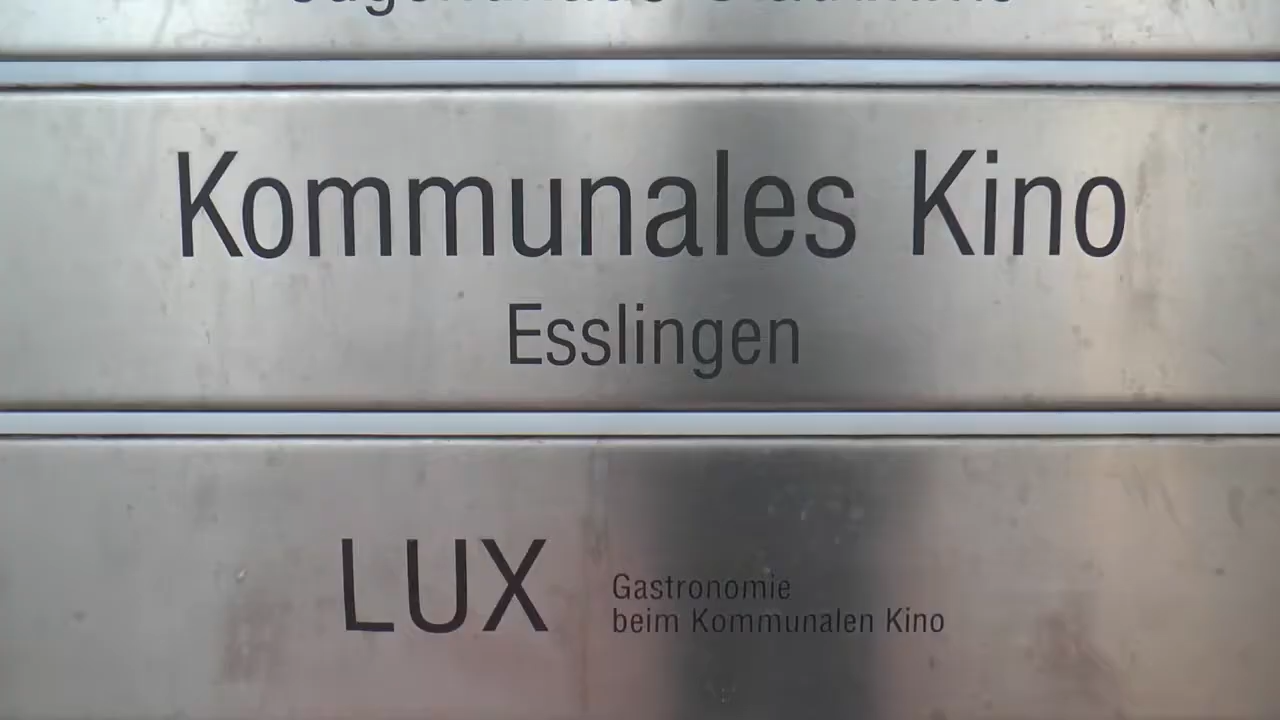 Kommunales Kino
Esslingen
LUX
Gastronomie
beim Kommunalen Kino